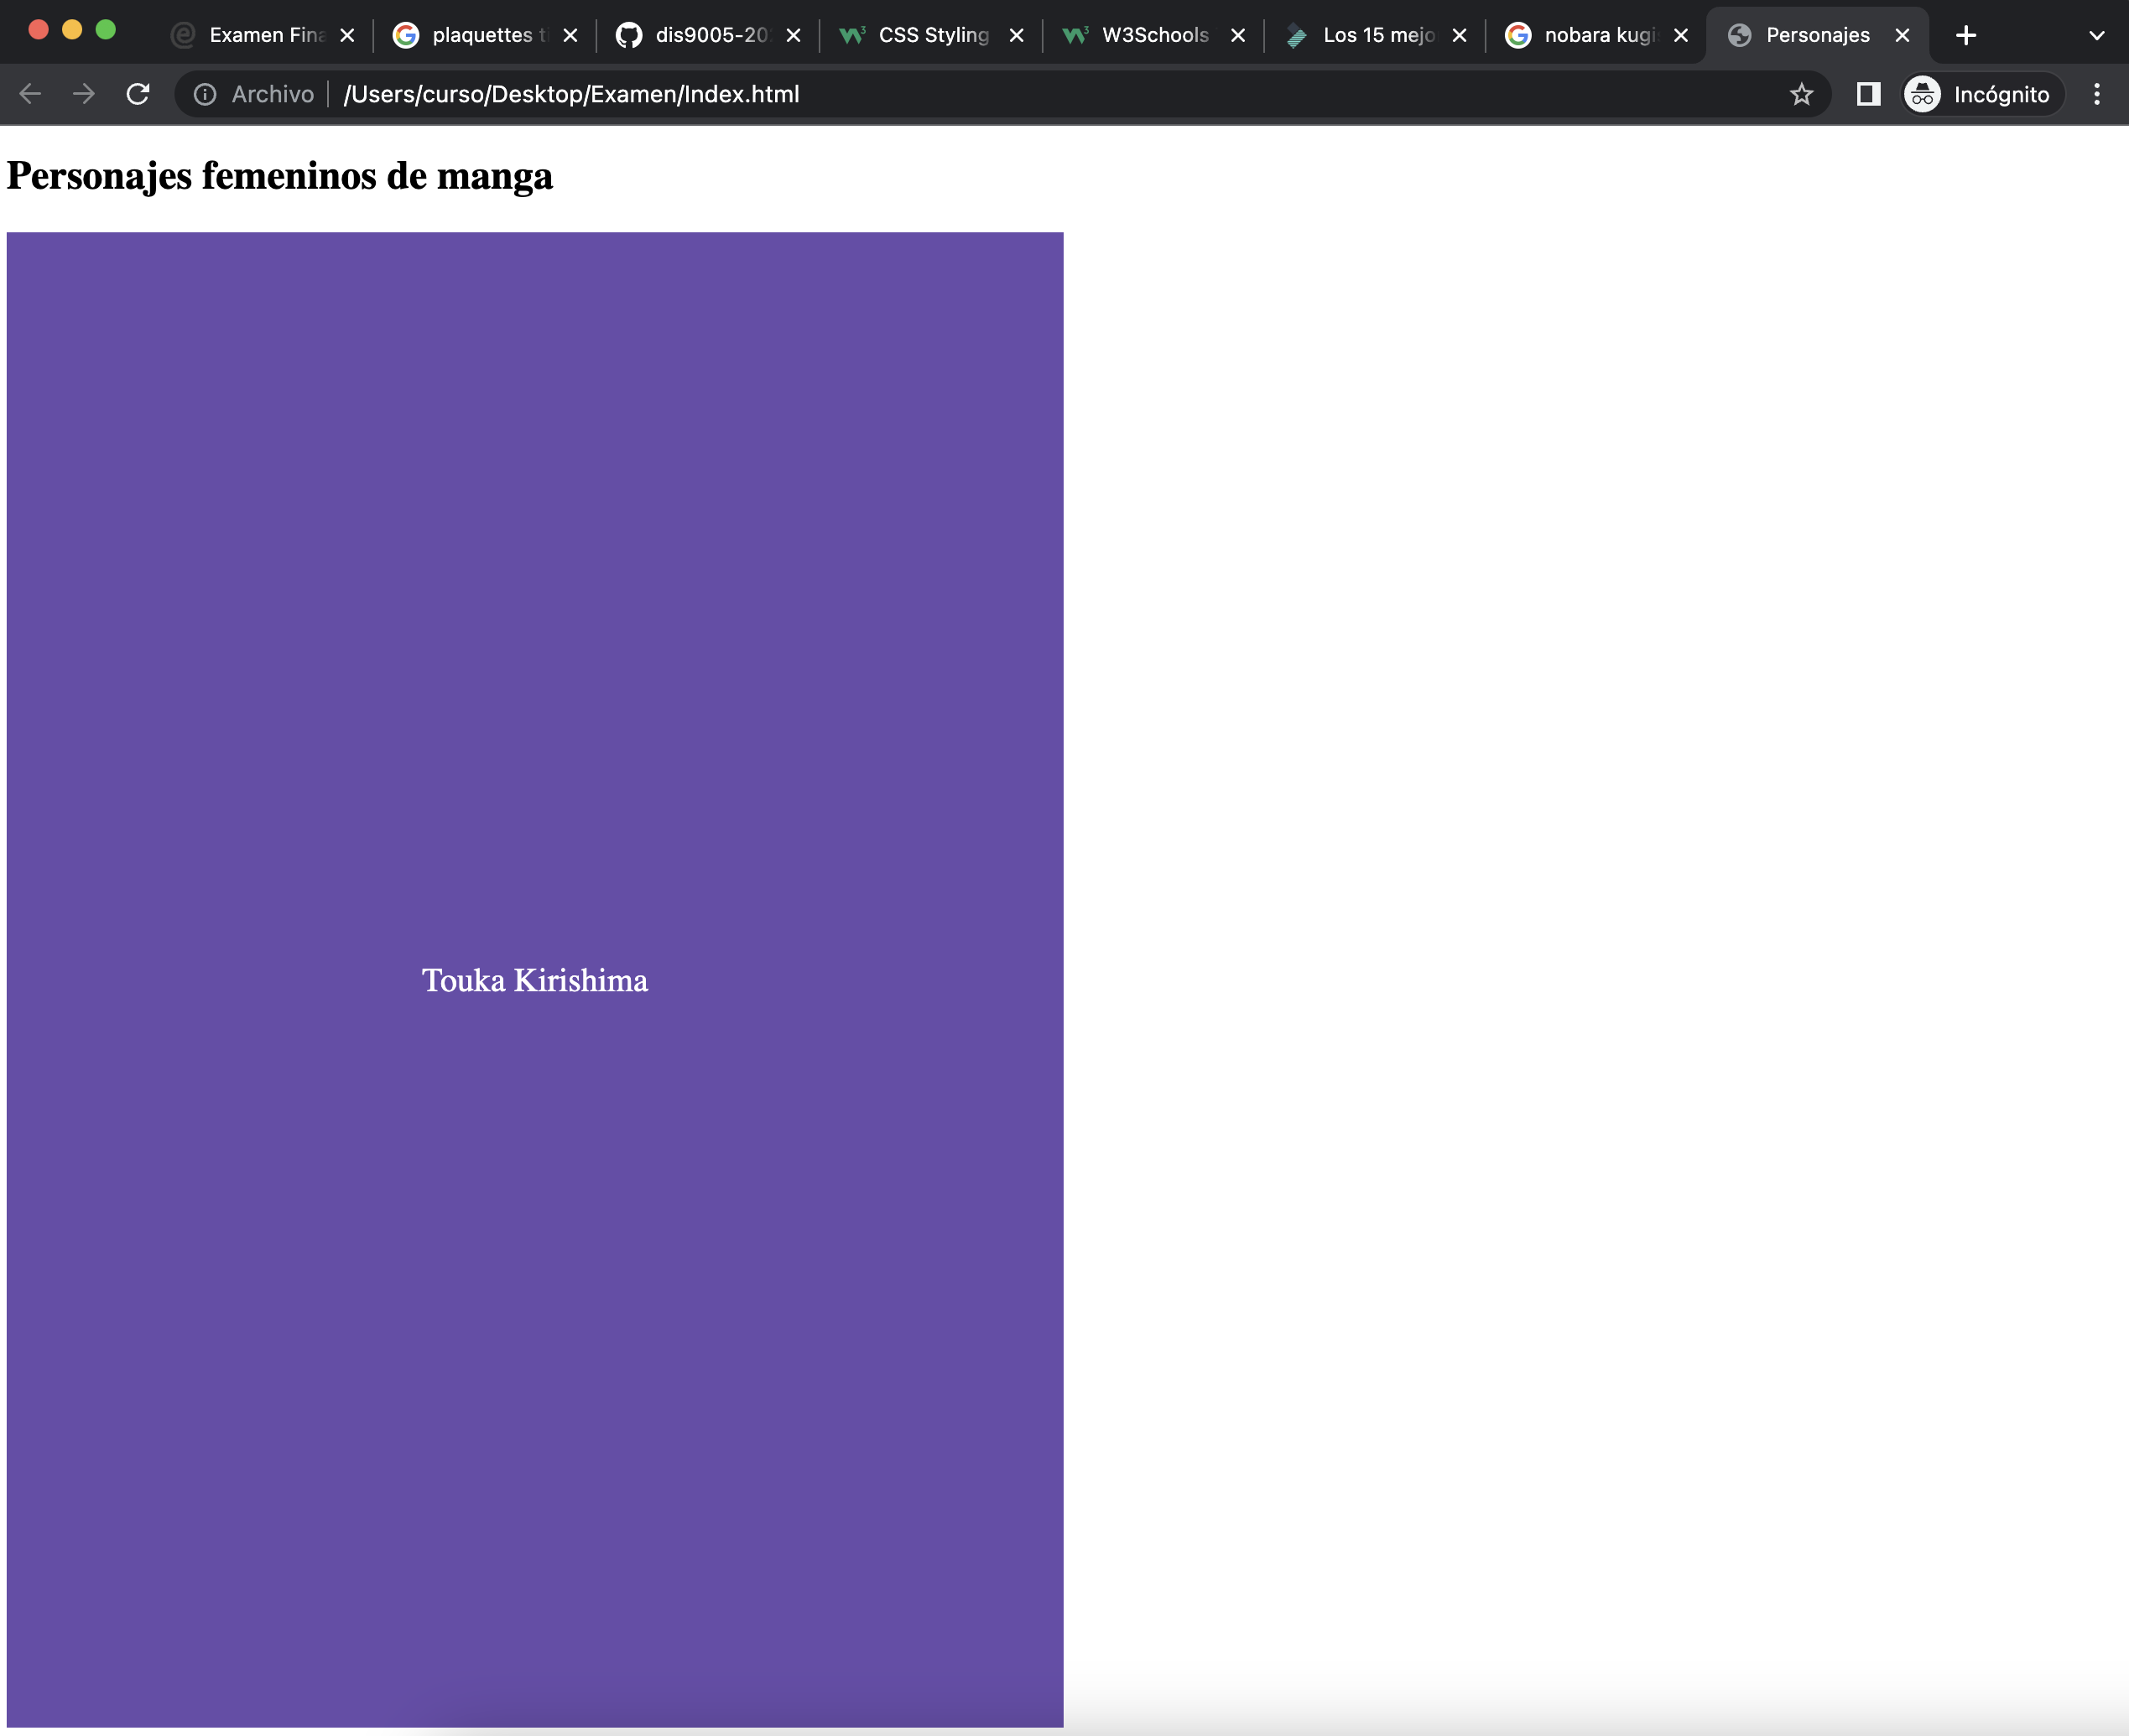 Examen Fina
plaquettes ti
dis9005-20
CSS Styling
W3Schools
Los 15 mejo
nobara kugi
Personajes
Archivo
/Users/curso/Desktop/Examen/Index.html
Incógnito
Personajes femeninos de manga
Touka Kirishima